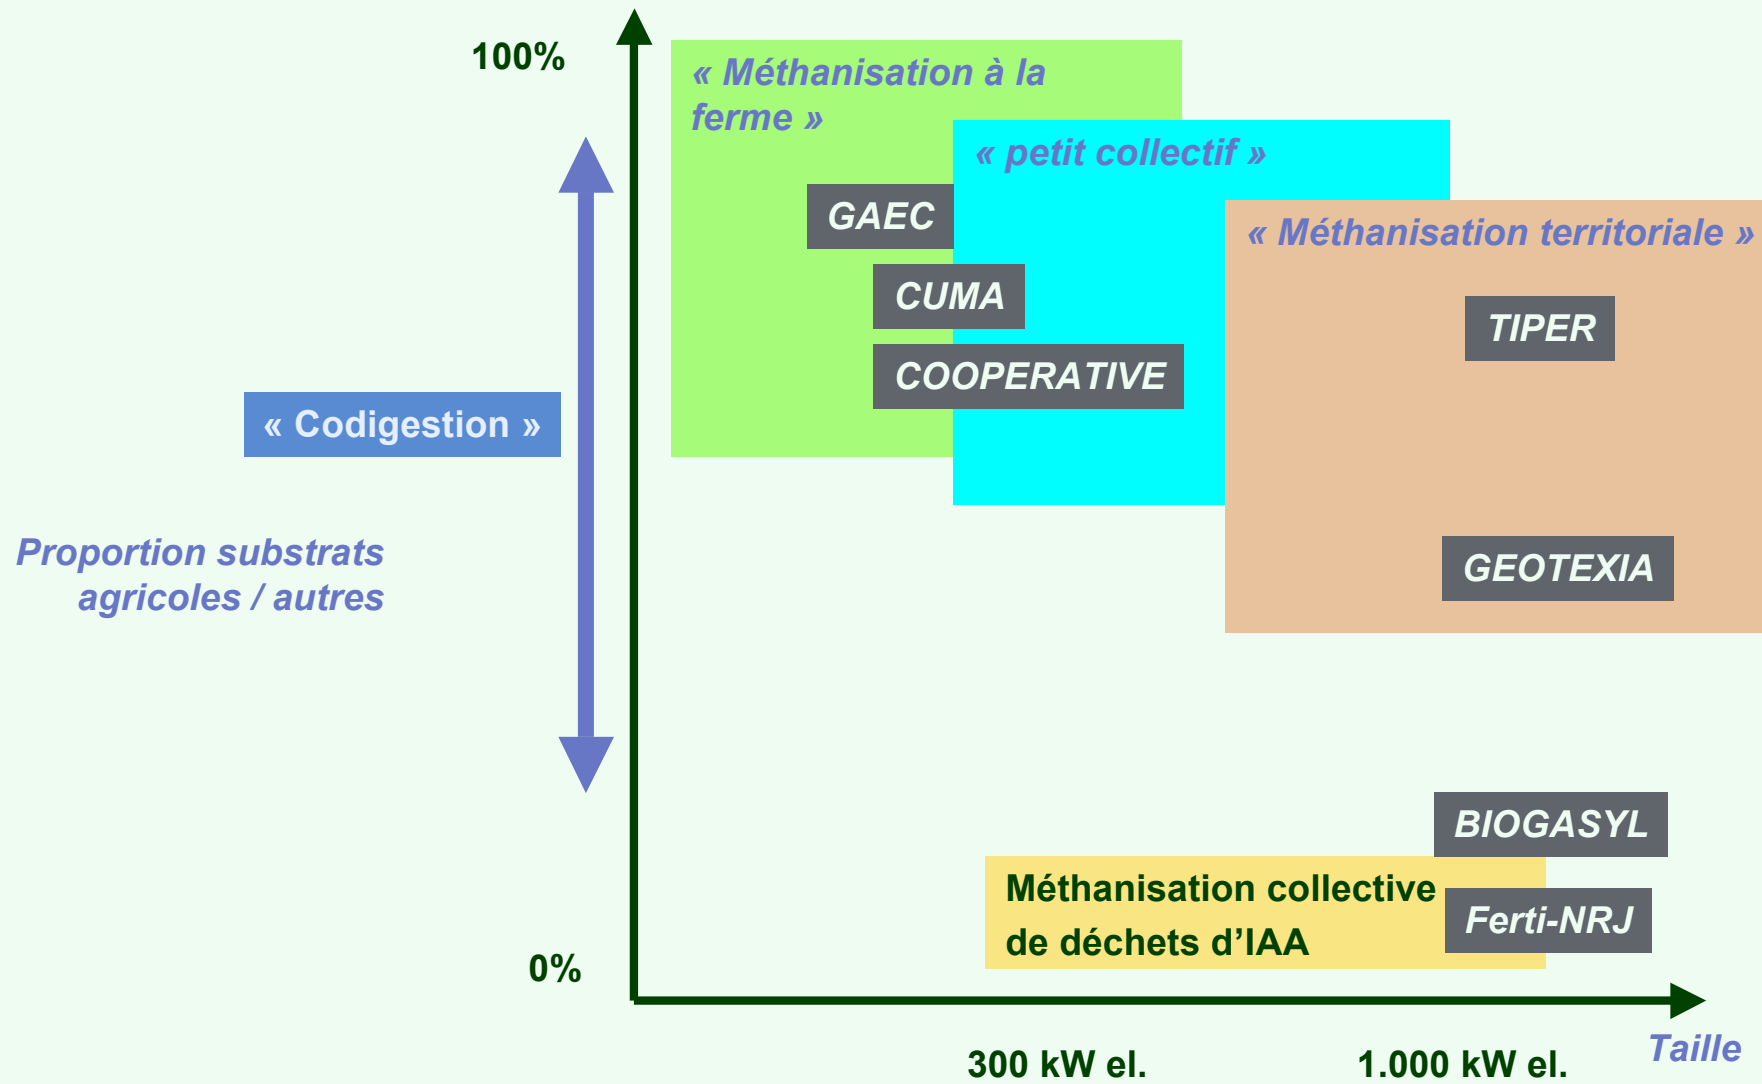 100%
« Méthanisation à la
ferme »
« petit collectif »
GAEC
« Méthanisation territoriale »
CUMA
TIPER
COOPERATIVE
« Codigestion »
Proportion substrats
agricoles / autres
GEOTEXIA
BIOGASYL
Méthanisation collective
de déchets d’IAA
Ferti-NRJ
0%
300 kW el.
1.000 kW el.
Taille